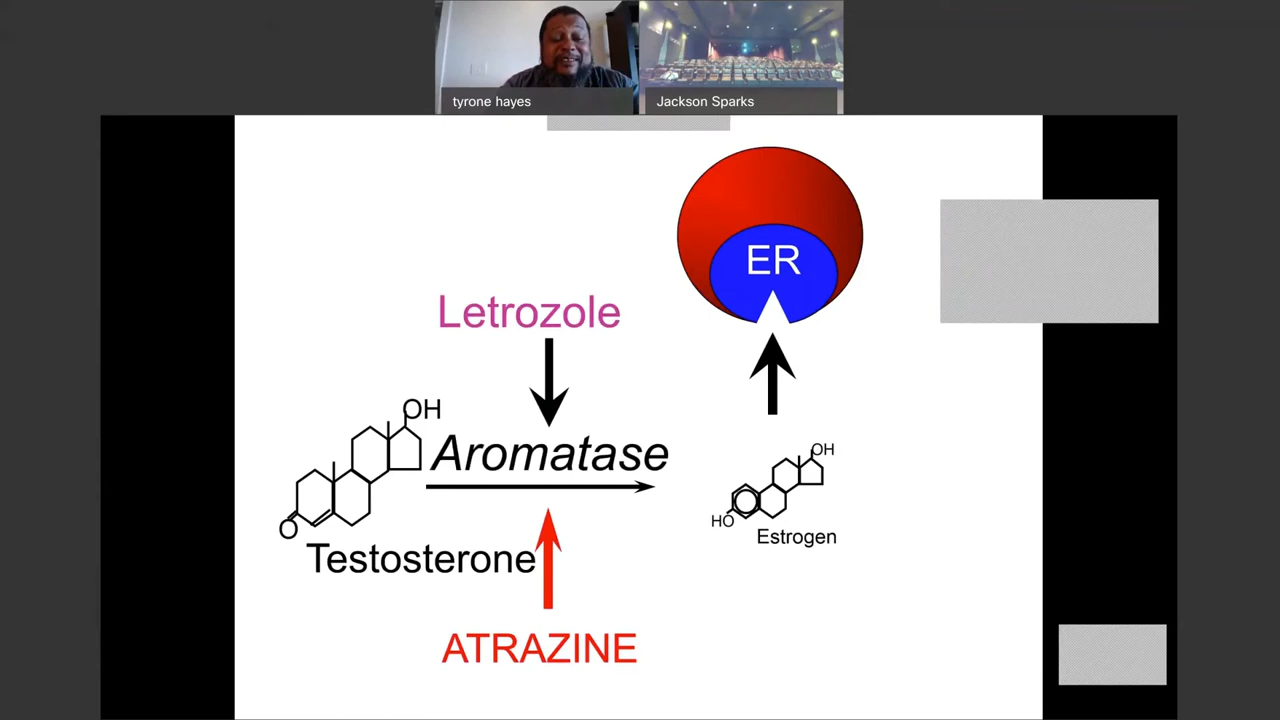 tyrone hayes
Jackson Sparks
ER
Letrozole
OH
Aromatase
OH
O
HO
Estrogen
Testosterone
ATRAZINE